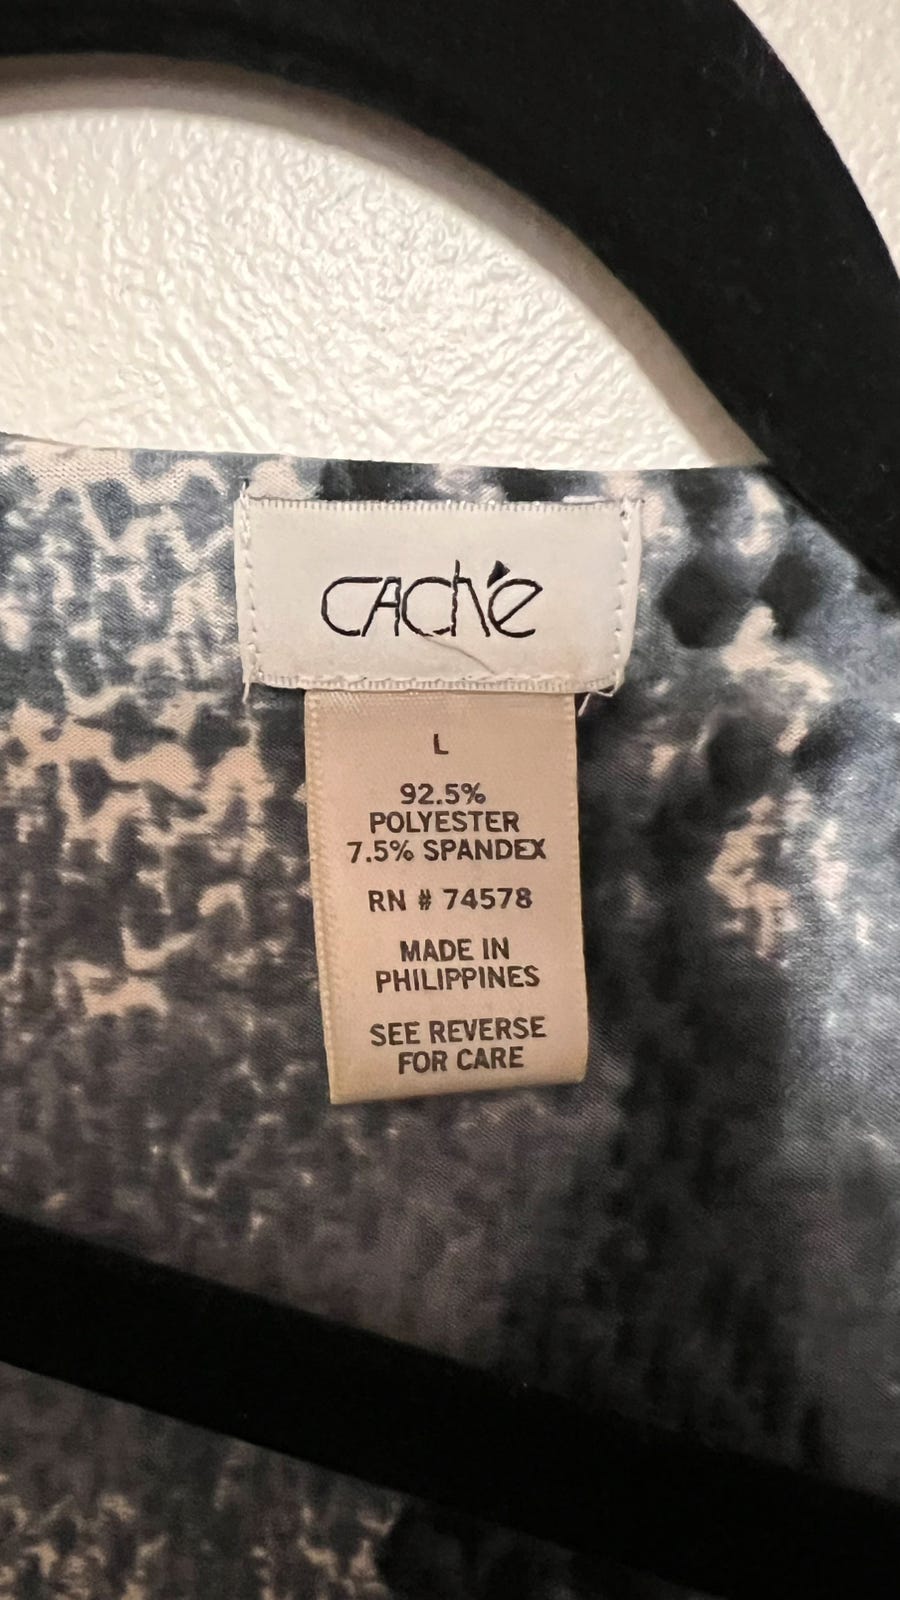 caché
L
92.5%
POLYESTER
7.5% SPANDEX
RN # 74578
MADE IN
PHILIPPINES
SEE REVERSE
FOR CARE